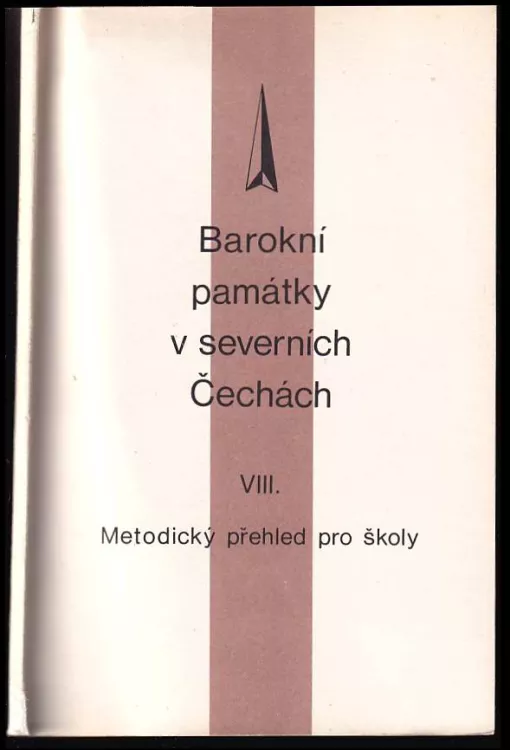 Barokní
památky
v severních
Čechách
VIII.
Metodický přehled pro školy